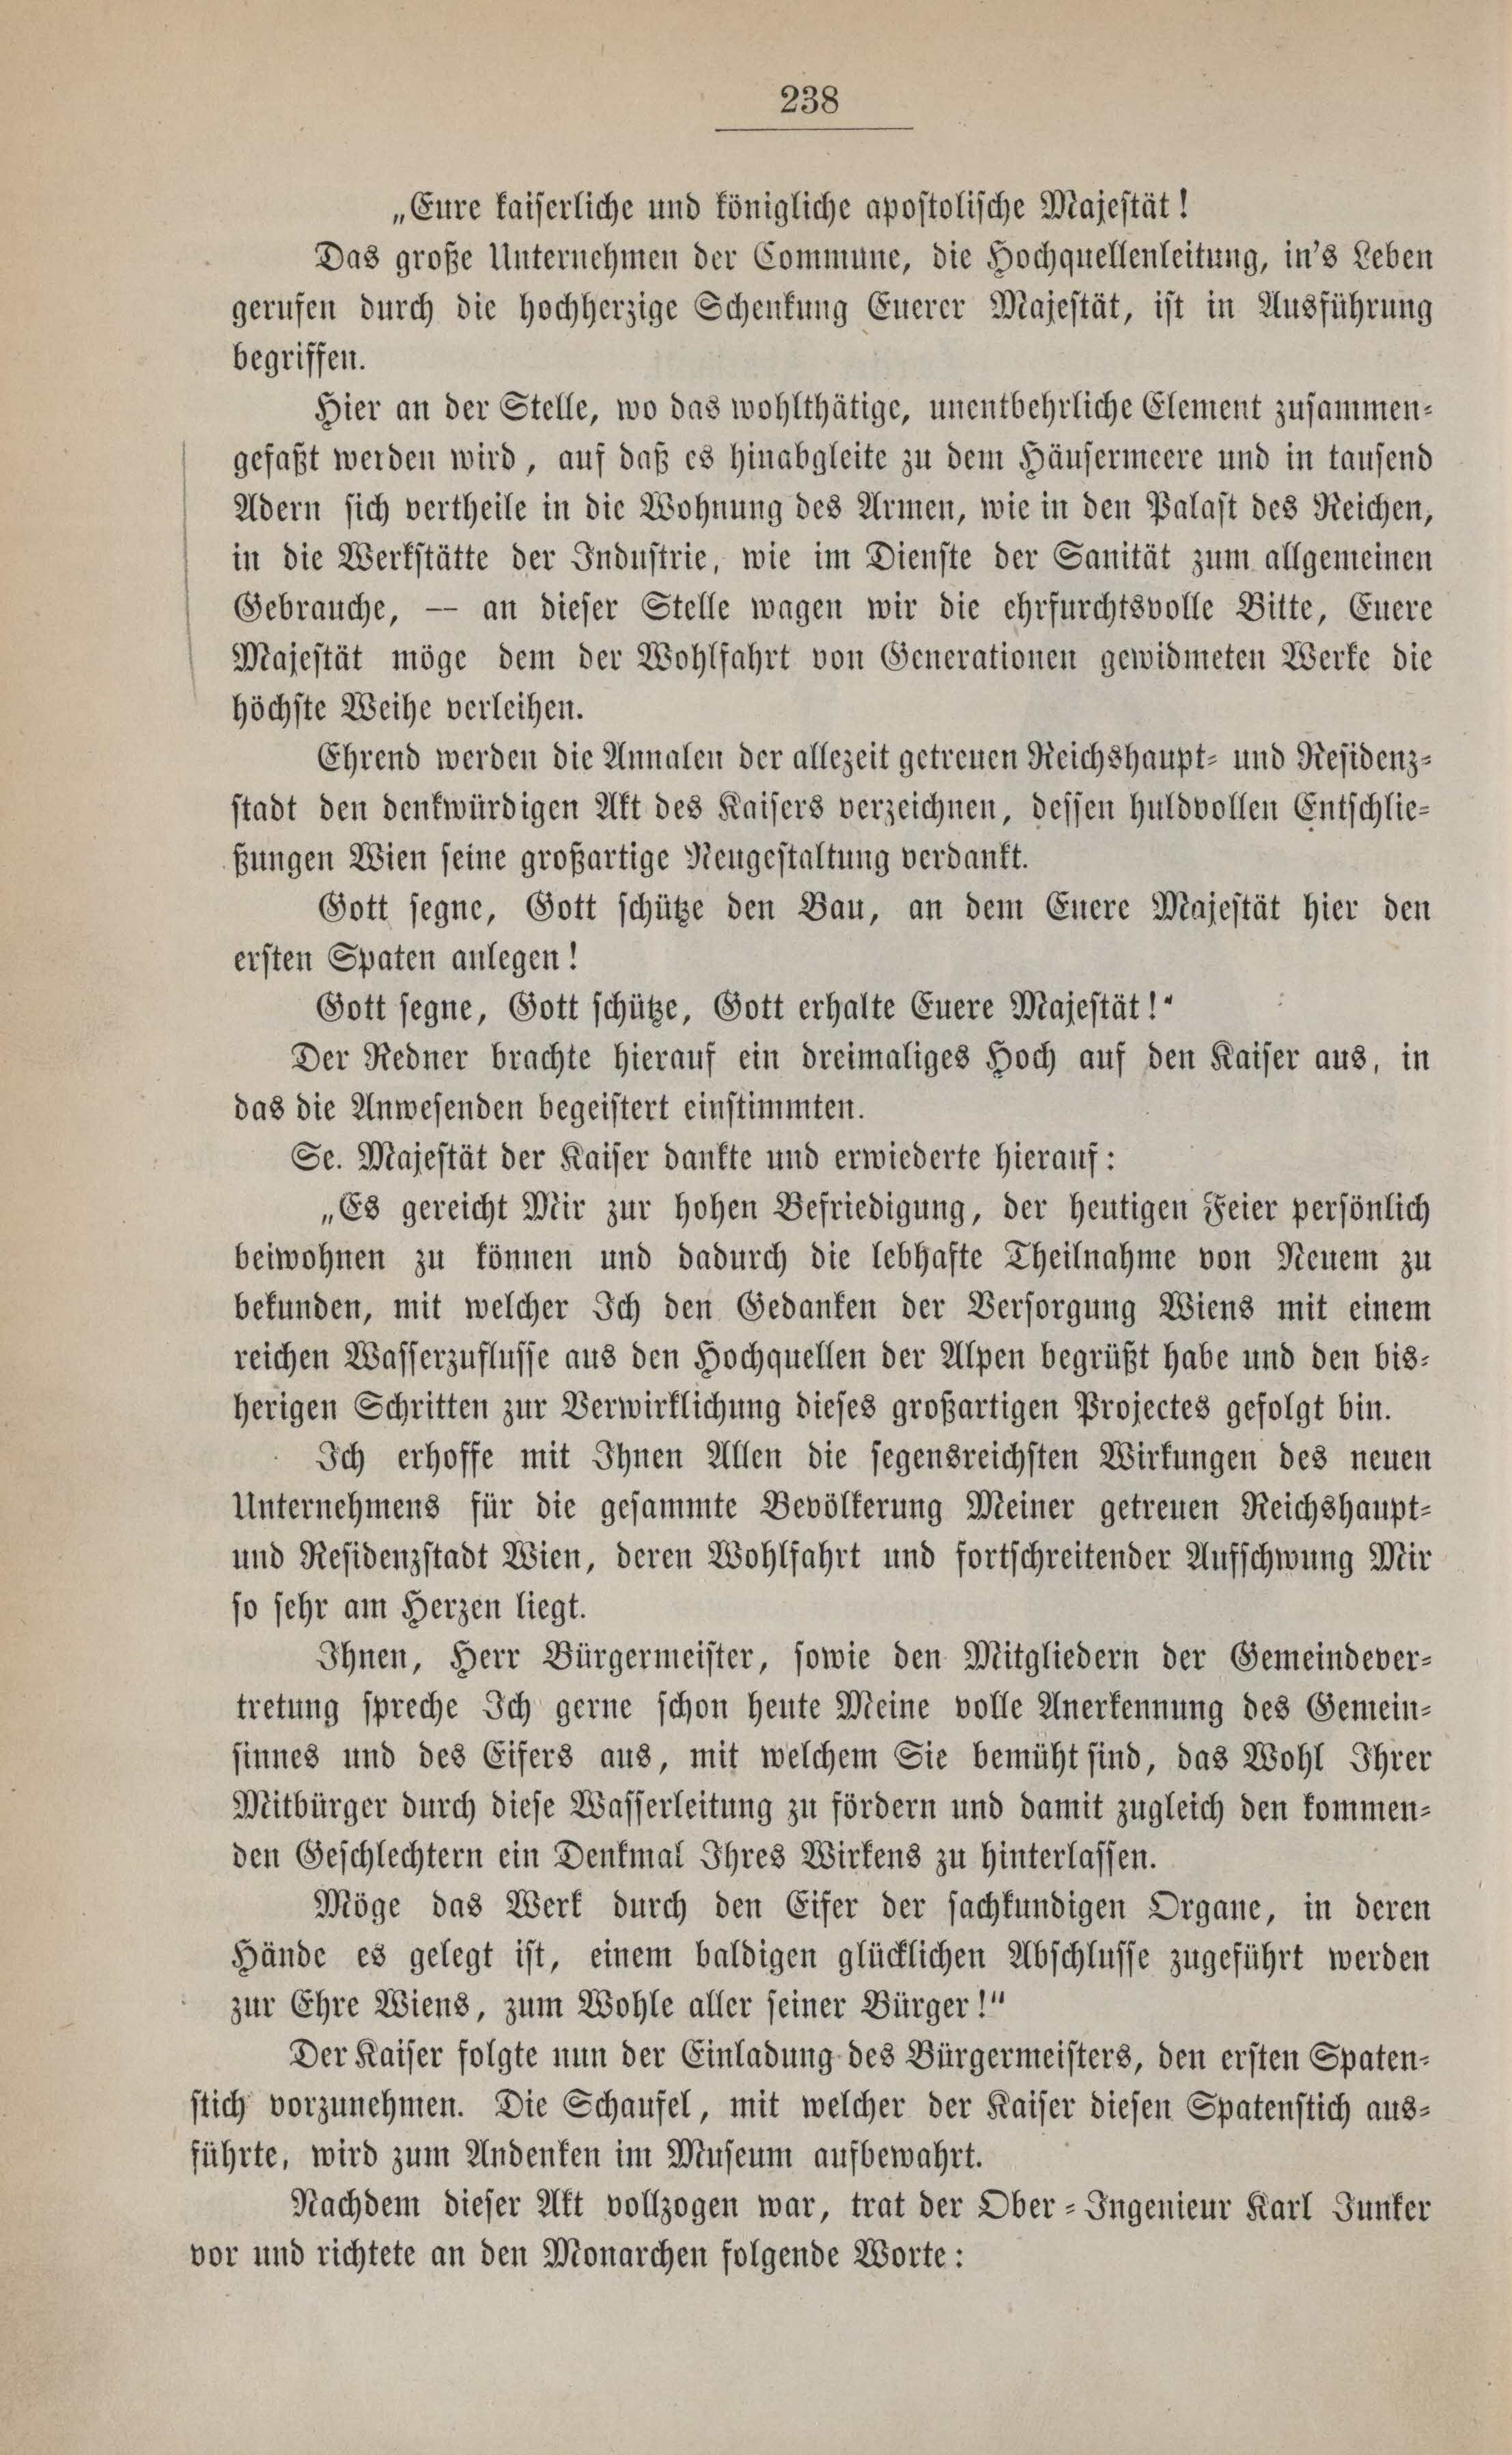 238
„Eure kaiserliche und königliche apostolische Majestät!
Das große Unternehmen der Commune, die Hochquellenleitung, in's Leben
gerufen durch die hochherzige Schenkung Euerer Majestät, ist in Ausführung
begriffen.
Hier an der Stelle, wo das wohlthätige, unentbehrliche Element zusammen-
gefaßt werden wird, auf daß es hinabgleite zu dem Häusermeere und in tausend
Adern sich vertheile in die Wohnung des Armen, wie in den Palast des Reichen,
in die Werkstätte der Industrie, wie im Dienste der Sanität zum allgemeinen
Gebrauche, — an dieser Stelle wagen wir die ehrfurchtsvolle Bitte, Euere
Majestät möge dem der Wohlfahrt von Generationen gewidmeten Werke die
höchste Weihe verleihen.
Ehrend werden die Annalen der allezeit getreuen Reichshaupt- und Residenz-
stadt den denkwürdigen Akt des Kaisers verzeichnen, dessen huldvollen Entschlie-
ßungen Wien seine großartige Neugestaltung verdankt.
Gott segne, Gott schütze den Bau, an dem Euere Majestät hier den
ersten Spaten anlegen!
Gott segne, Gott schütze, Gott erhalte Euere Majestät!“
Der Redner brachte hierauf ein dreimaliges Hoch auf den Kaiser aus, in
das die Anwesenden begeistert einstimmten.
Se. Majestät der Kaiser dankte und erwiederte hierauf:
„Es gereicht Mir zur hohen Befriedigung, der heutigen Feier persönlich
beiwohnen zu können und dadurch die lebhafte Theilnahme von Neuem zu
bekunden, mit welcher Ich den Gedanken der Versorgung Wiens mit einem
reichen Wasserzuflusse aus den Hochquellen der Alpen begrüßt habe und den bis-
herigen Schritten zur Verwirklichung dieses großartigen Projectes gefolgt bin.
Ich erhoffe mit Ihnen Allen die segensreichsten Wirkungen des neuen
Unternehmens für die gesammte Bevölkerung Meiner getreuen Reichshaupt-
und Residenzstadt Wien, deren Wohlfahrt und fortschreitender Aufschwung Mir
so sehr am Herzen liegt.
Ihnen, Herr Bürgermeister, sowie den Mitgliedern der Gemeindever-
tretung spreche Ich gerne schon heute Meine volle Anerkennung des Gemein-
sinnes und des Eifers aus, mit welchem Sie bemüht sind, das Wohl Ihrer
Mitbürger durch diese Wasserleitung zu fördern und damit zugleich den kommen-
den Geschlechtern ein Denkmal Ihres Wirkens zu hinterlassen.
Möge das Werk durch den Eifer der sachkundigen Organe, in deren
Hände es gelegt ist, einem baldigen glücklichen Abschlusse zugeführt werden
zur Ehre Wiens, zum Wohle aller seiner Bürger!“
Der Kaiser folgte nun der Einladung des Bürgermeisters, den ersten Spaten-
stich vorzunehmen. Die Schaufel, mit welcher der Kaiser diesen Spatenstich aus-
führte, wird zum Andenken im Museum aufbewahrt.
Nachdem dieser Akt vollzogen war, trat der Ober-Ingenieur Karl Junker
vor und richtete an den Monarchen folgende Worte: